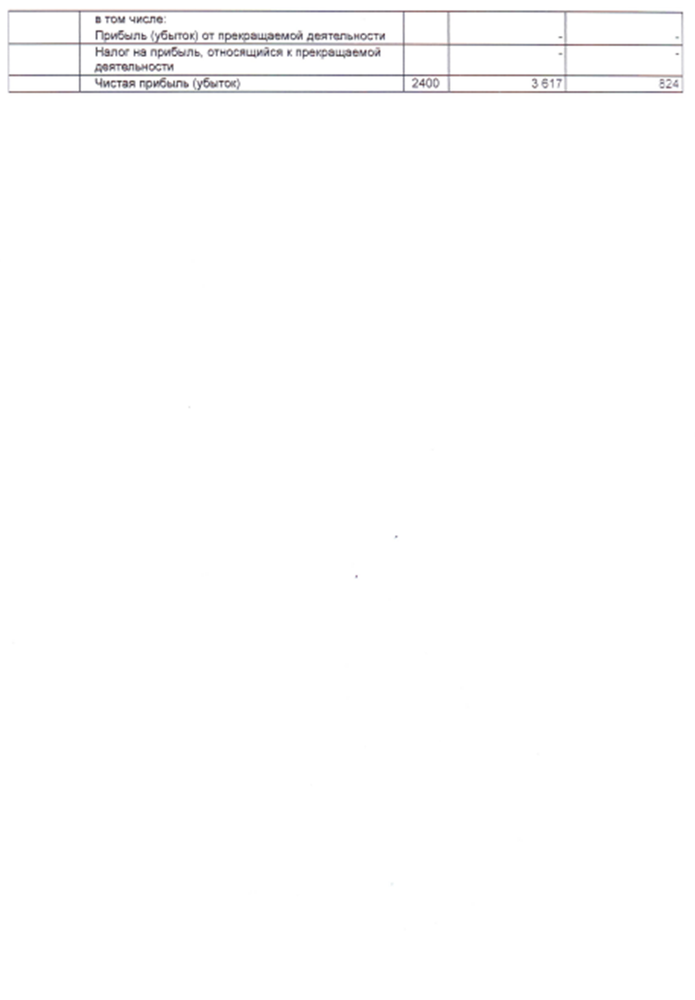 в том числе:
Прибыль (убыток) от прекращаемой деятельности - -
Налог на прибыль, относящийся к прекращаемой - -
деятельности
Чистая прибыль (убыток) 2400 3 617 824